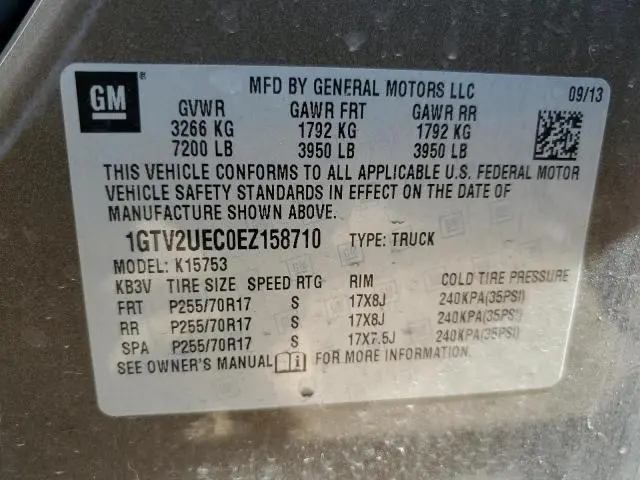 GM
MFD BY GENERAL MOTORS LLC 09/13
GVWR GAWR FRT GAWR RR
3266 KG 1792 KG 1792 KG
7200 LB 3950 LB 3950 LB
THIS VEHICLE CONFORMS TO ALL APPLICABLE U.S. FEDERAL MOTOR
VEHICLE SAFETY STANDARDS IN EFFECT ON THE DATE OF
MANUFACTURE SHOWN ABOVE.
1GTV2UEC0EZ158710 TYPE: TRUCK
MODEL: K15753
KB3V TIRE SIZE SPEED RTG RIM COLD TIRE PRESSURE
FRT P255/70R17 S 17X8J 240KPA(35PSI)
RR P255/70R17 S 17X8J 240KPA(35PSI)
SPA P255/70R17 S 17X7.5J 240KPA(35PSI)
SEE OWNER'S MANUAL FOR MORE INFORMATION.